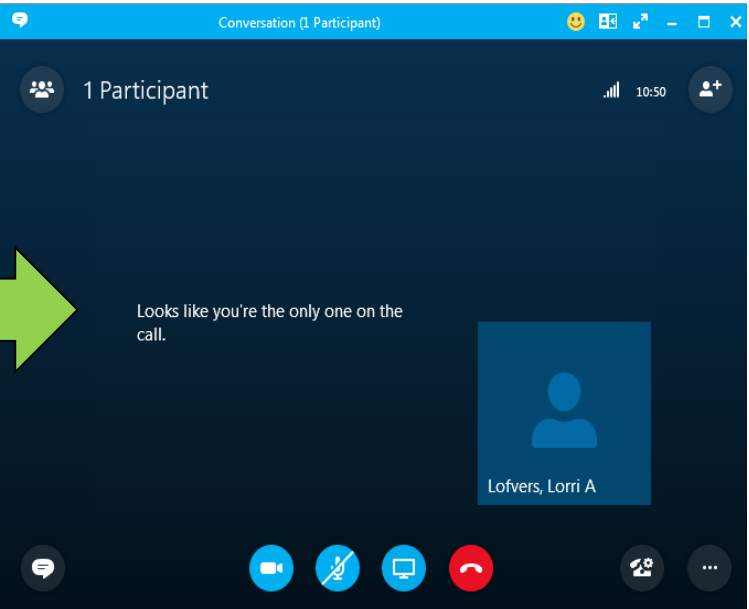 Conversation (1 Participant)
1 Participant
10:50
Looks like you're the only one on the
call.
Lofvers, Lorri A